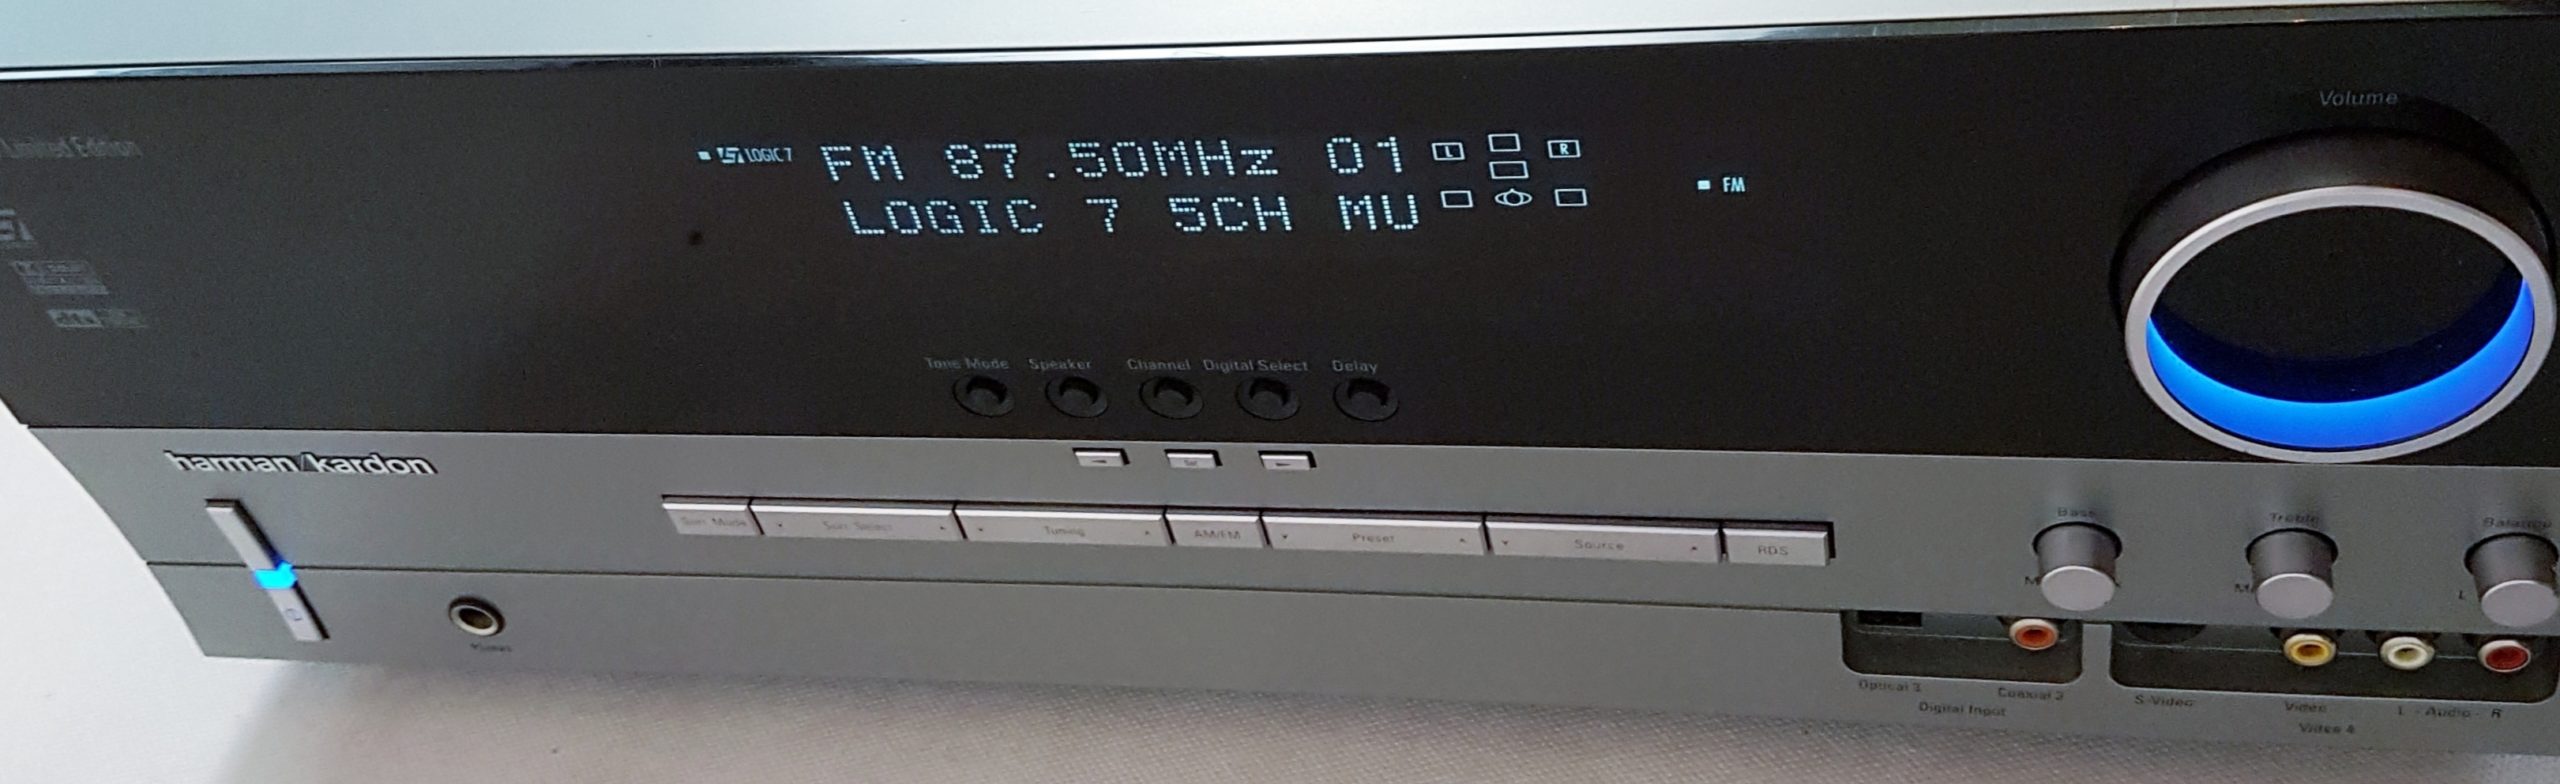 Volume
Limited Edition
LOGIC 7
FM 87.50MHz 01
L
R
FM
LOGIC 7 5CH MU
dts
Tone Mode
Speaker
Channel
Digital Select
Delay
harman/kardon
Set
Surr. Mode
Surr. Select
Tuning
AM/FM
Preset
Source
RDS
Bass
Treble
Balance
L
Phones
Optical 3
Coaxial 3
Digital Input
S-Video
Video
L - Audio - R
Video 4